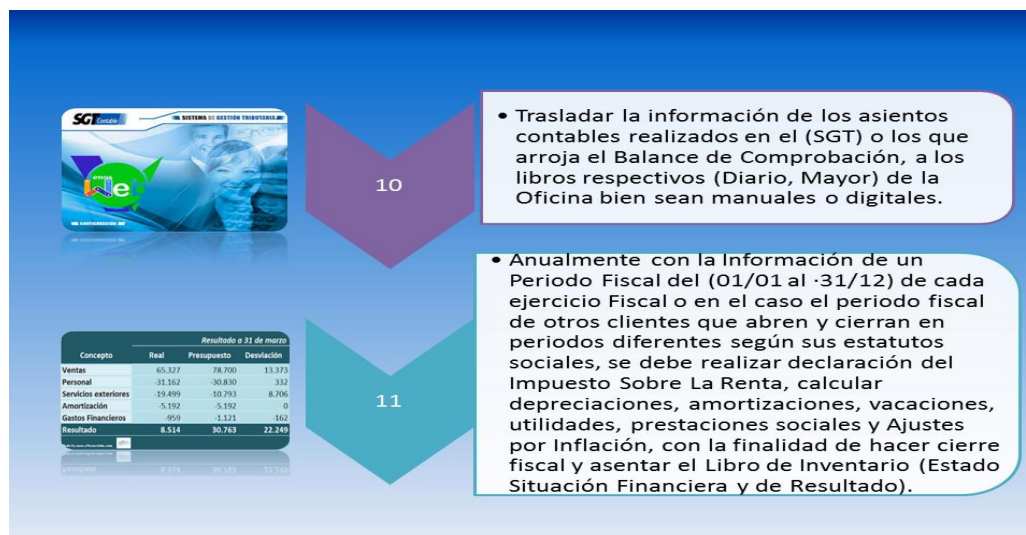 SGT Contable
SISTEMA DE GESTIÓN TRIBUTARIA
Web
CONFIGURACIÓN
10
• Trasladar la información de los asientos
contables realizados en el (SGT) o los que
arroja el Balance de Comprobación, a los
libros respectivos (Diario, Mayor) de la
Oficina bien sean manuales o digitales.
Resultado a 31 de marzo
Concepto Real Presupuesto Desviación
Ventas 65.327 78.700 13.373
Personal -31.162 -30.830 332
Servicios exteriores -19.499 -10.793 8.706
Amortización -5.192 -5.192 0
Gastos Financieros -959 -1.121 -162
Resultado 8.514 30.763 22.249
11
• Anualmente con la Información de un
Periodo Fiscal del (01/01 al ·31/12) de cada
ejercicio Fiscal o en el caso el periodo fiscal
de otros clientes que abren y cierran en
periodos diferentes según sus estatutos
sociales, se debe realizar declaración del
Impuesto Sobre La Renta, calcular
depreciaciones, amortizaciones, vacaciones,
utilidades, prestaciones sociales y Ajustes
por Inflación, con la finalidad de hacer cierre
fiscal y asentar el Libro de Inventario (Estado
Situación Financiera y de Resultado).